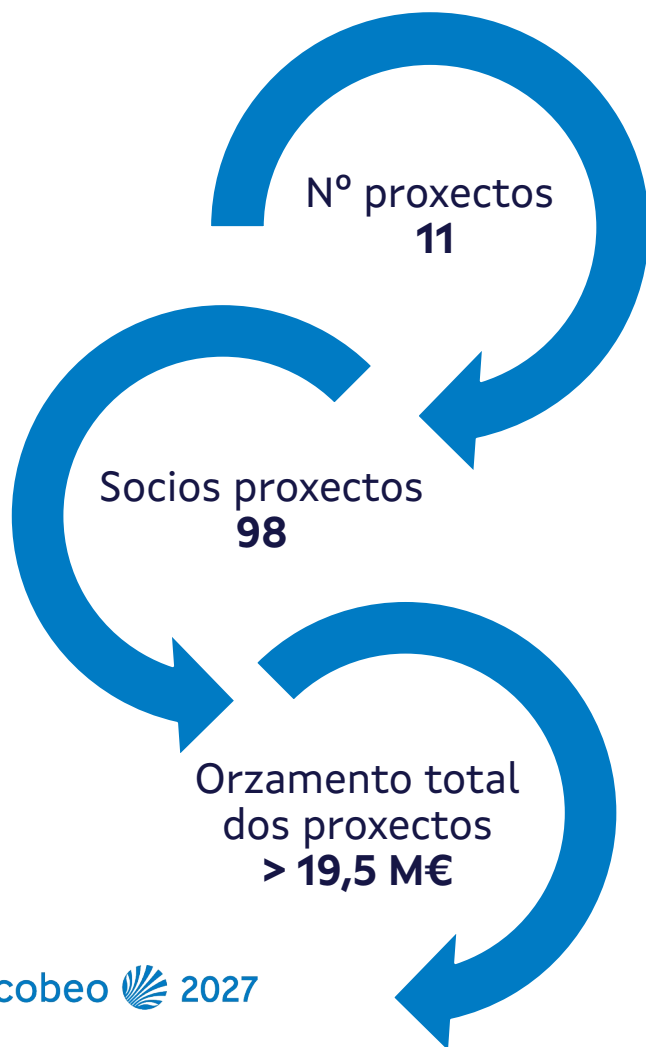 Nº proxectos
11
Socios proxectos
98
Orzamento total
dos proxectos
> 19,5 M€
cobeo 2027